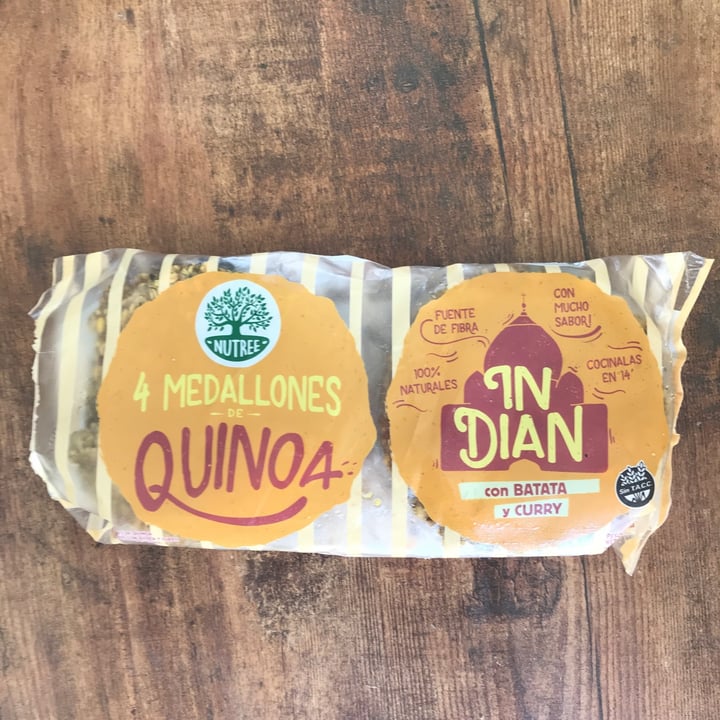 NUTREE
4 MEDALLONES
DE
QUINOA
FUENTE
DE FIBRA
CON
MUCHO
SABOR!
100%
NATURALES
COCINALAS
EN 14'
IN
DIAN
con BATATA
y CURRY
Sin T.A.C.C.